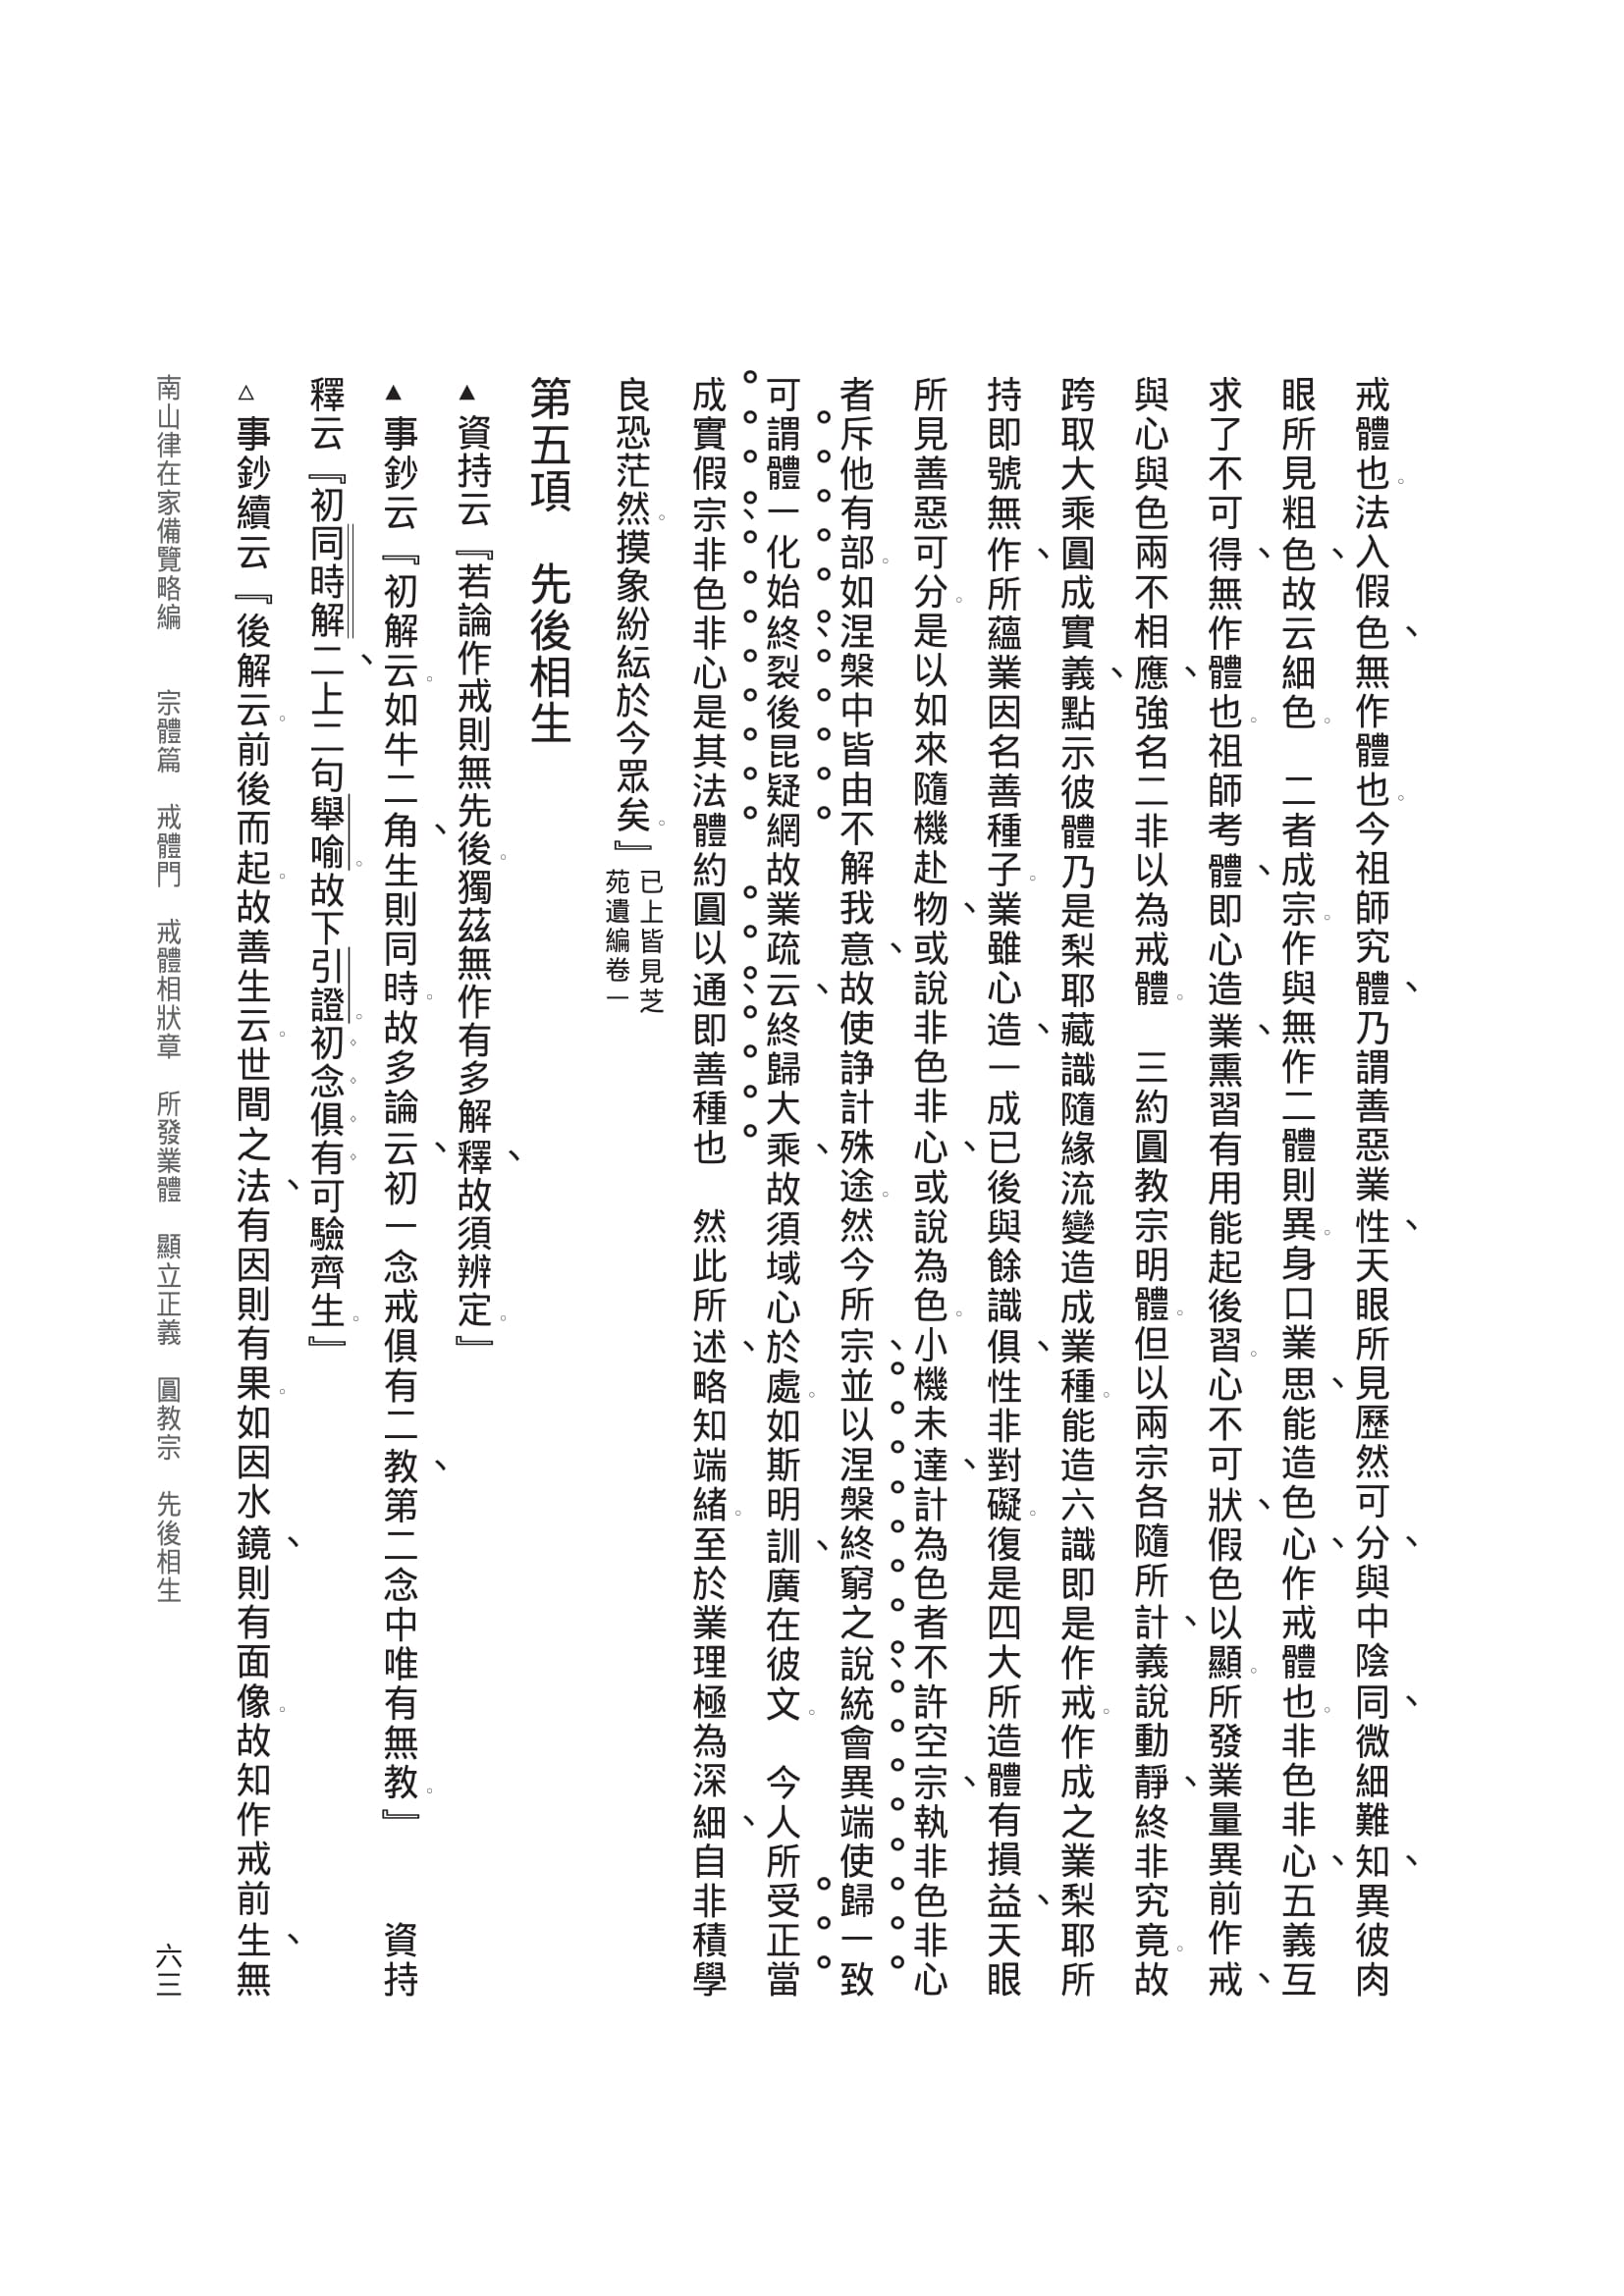 戒體也。法入假色、無作體也。今祖師究體、乃謂善惡業性、天眼所見歷然可分、與中陰同、微細難知、異彼肉
眼所見粗色、故云細色。　二者成宗。作與無作二體則異。身口業思、能造色心、作戒體也。非色非心、五義互
求了不可得、無作體也。祖師考體、即心造業、熏習有用能起後習。心不可狀、假色以顯。所發業量異前作戒、
與心與色兩不相應、強名二非以為戒體。　三約圓教宗明體。但以兩宗各隨所計、義說動靜、終非究竟。故
跨取大乘圓成實義、點示彼體乃是梨耶藏識隨緣流變造成業種。能造六識即是作戒。作成之業梨耶所
持即號無作、所蘊業因名善種子。業雖心造、一成已後與餘識俱、性非對礙。復是四大所造體有損益、天眼
所見善惡可分。是以如來隨機赴物、或說非色非心、或說為色。小機未達、計為色者不許空宗、執非色非心
者斥他有部。如涅槃中皆由不解我意、故使諍計殊途。然今所宗、並以涅槃終窮之說、統會異端使歸一致
可謂體一化始終、裂後昆疑網故業疏云、終歸大乘、故須域心於處。如斯明訓、廣在彼文。　今人所受正當
成實假宗、非色非心是其法體約圓以通、即善種也　然此所述、略知端緒。至於業理極為深細、自非積學
良恐茫然。摸象紛紜於今眾矣。』已上皆見芝苑遺編卷一
第五項　先後相生
▲資持云『若論作戒則無先後。獨茲無作有多解釋、故須辨定。』
▲事鈔云『初解云。如牛二角、生則同時。故多論云、初一念戒俱有二教、第二念中唯有無教。』　　資持
釋云『初同時解二、上二句舉喻。故下引證。初念俱有可驗齊生。』
△事鈔續云『後解云。前後而起。故善生云。世間之法、有因則有果。如因水鏡、則有面像。故知作戒前生、無
南山律在家備覽略編　　宗體篇　戒體門　戒體相狀章　所發業體　顯立正義　圓教宗　先後相生
六三